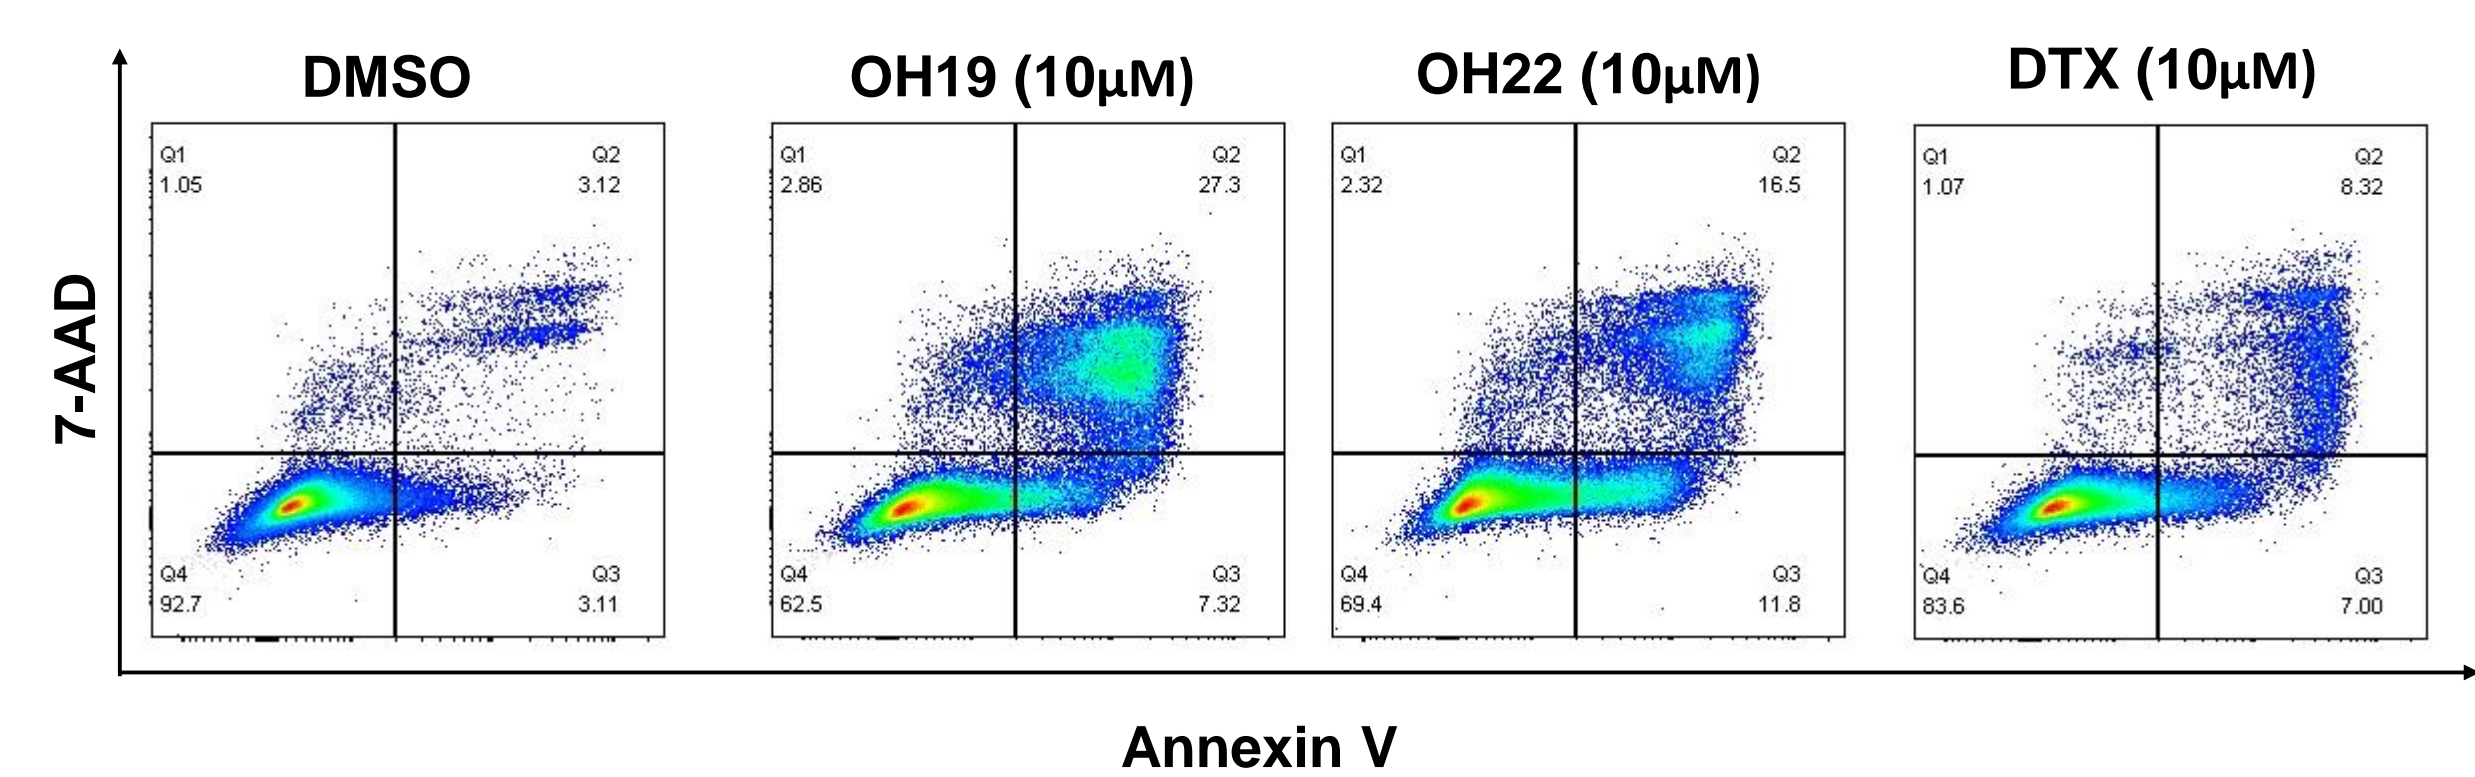 DMSO
OH19 (10µM)
OH22 (10µM)
DTX (10µM)
7-AAD
Q1
1.05
Q2
3.12
Q4
92.7
Q3
3.11
Q1
2.86
Q2
27.3
Q4
62.5
Q3
7.32
Q1
2.32
Q2
16.5
Q4
69.4
Q3
11.8
Q1
1.07
Q2
8.32
Q4
83.6
Q3
7.00
Annexin V